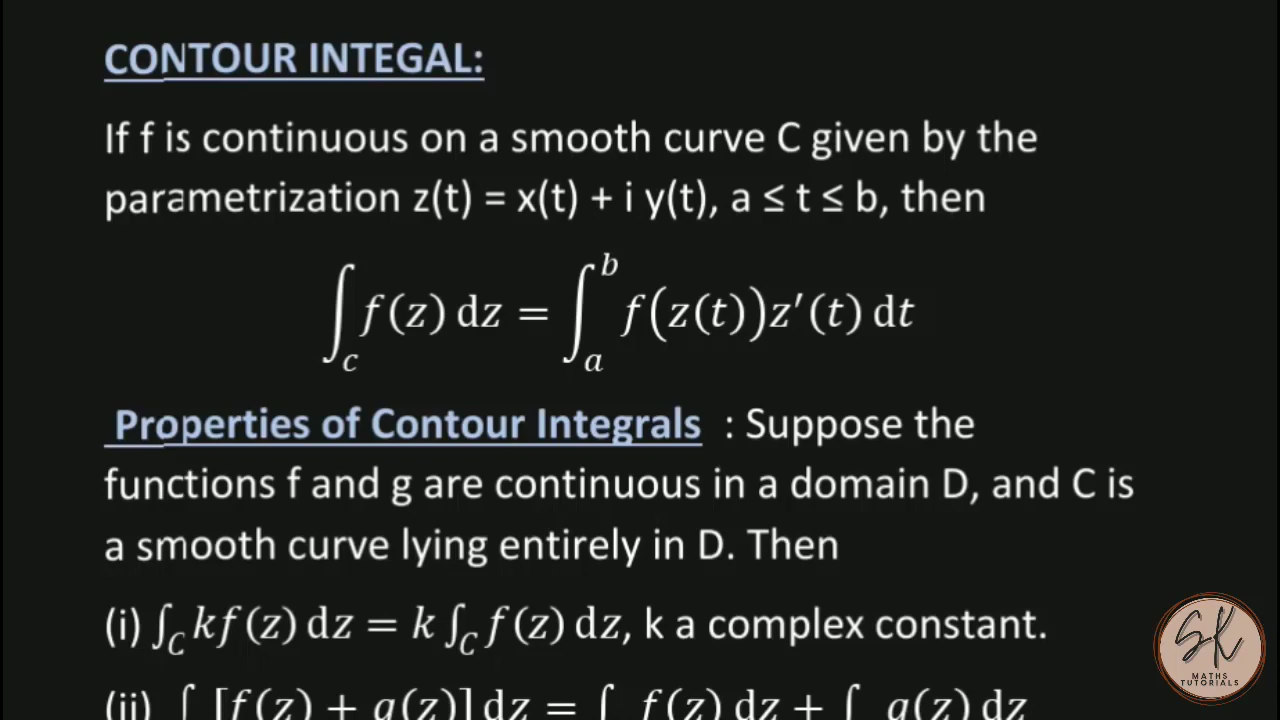 CONTOUR INTEGAL:
If f is continuous on a smooth curve C given by the
parametrization z(t) = x(t) + i y(t), a ≤ t ≤ b, then
∫_c f(z) dz = ∫_a^b f(z(t))z′(t) dt
Properties of Contour Integrals : Suppose the
functions f and g are continuous in a domain D, and C is
a smooth curve lying entirely in D. Then
(i) ∫_C kf(z) dz = k ∫_C f(z) dz, k a complex constant.
(ii) ∫ [f(z) + g(z)] dz = ∫ f(z) dz + ∫ g(z) dz
SK
MATHS
TUTORIALS